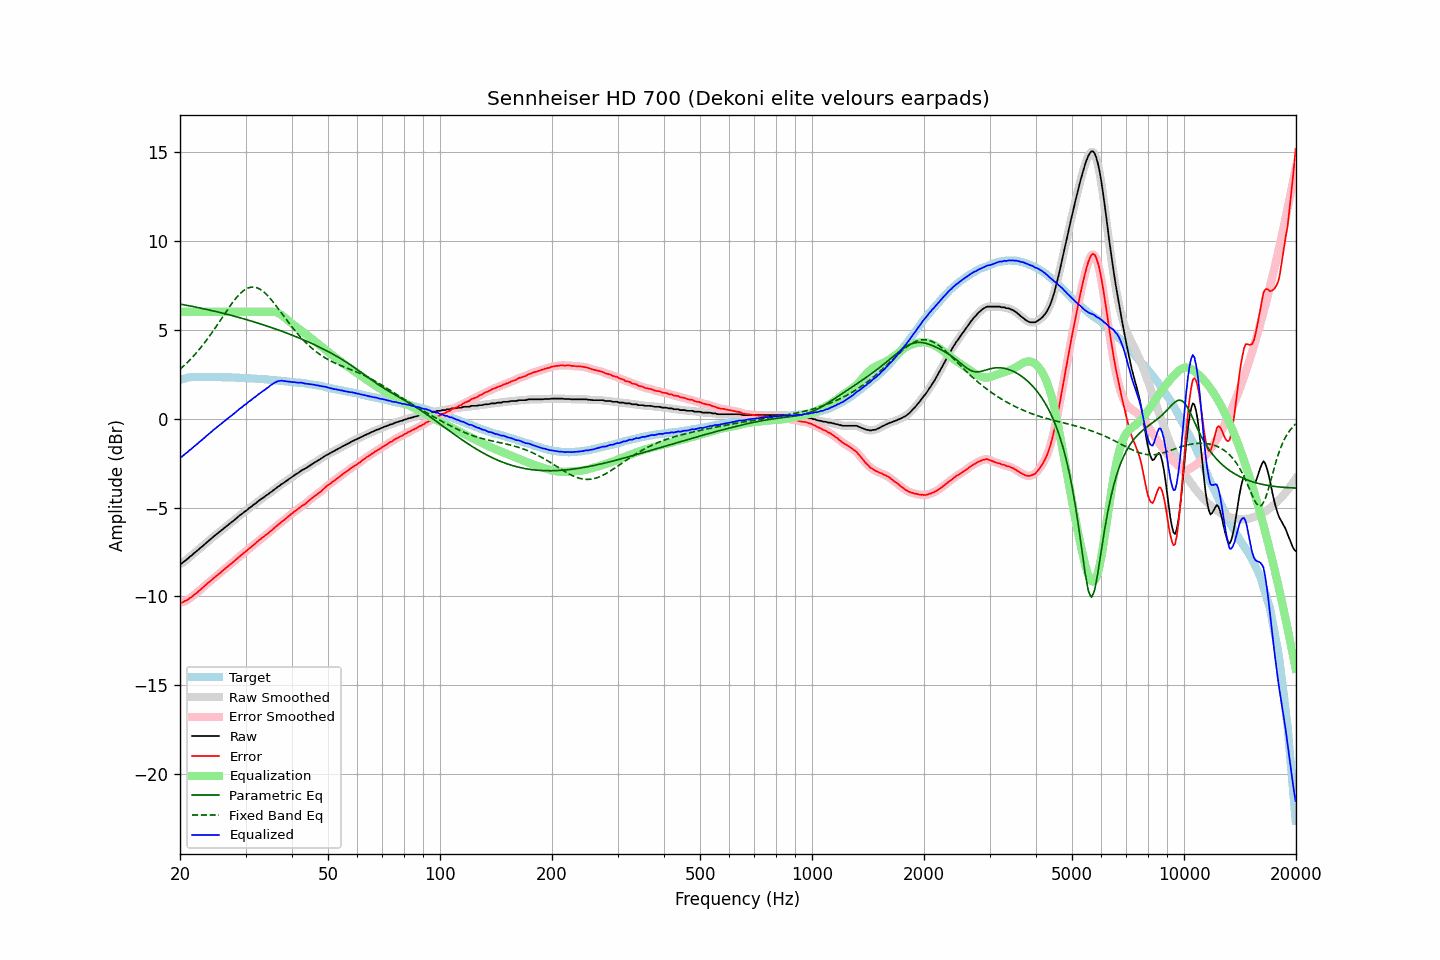 Sennheiser HD 700 (Dekoni elite velours earpads)
15
10
5
0
−5
−10
−15
−20
Amplitude (dBr)
Target
Raw Smoothed
Error Smoothed
Raw
Error
Equalization
Parametric Eq
Fixed Band Eq
Equalized
20 50 100 200 500 1000 2000 5000 10000 20000
Frequency (Hz)